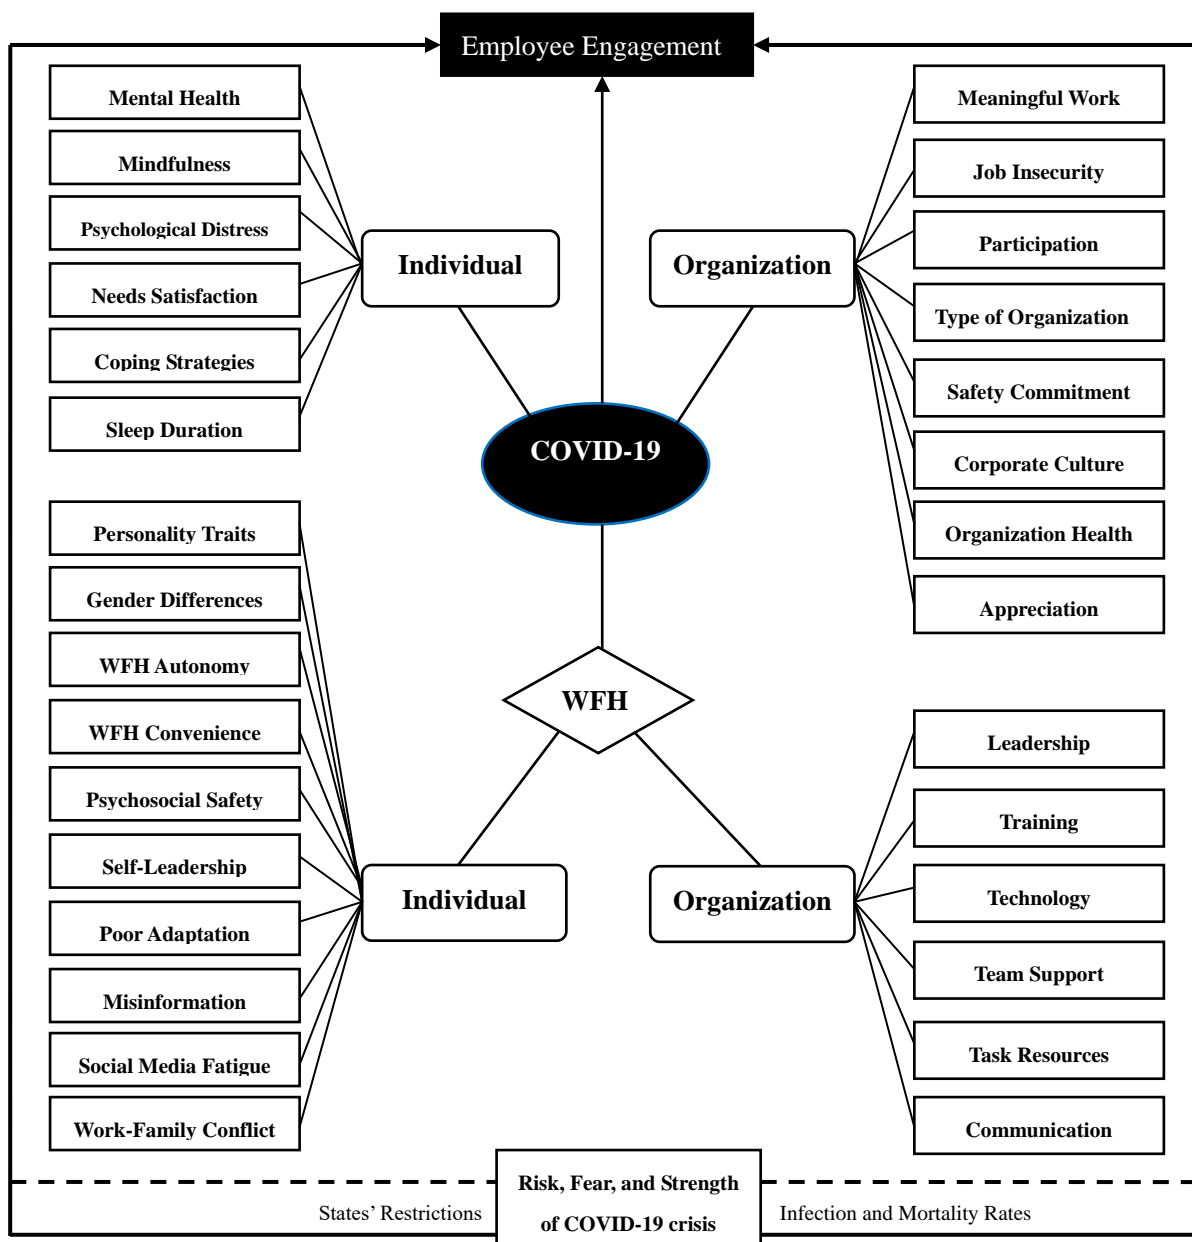 Employee Engagement
Mental Health
Mindfulness
Psychological Distress
Needs Satisfaction
Coping Strategies
Sleep Duration
Individual
Organization
Meaningful Work
Job Insecurity
Participation
Type of Organization
Safety Commitment
Corporate Culture
Organization Health
Appreciation
COVID-19
WFH
Personality Traits
Gender Differences
WFH Autonomy
WFH Convenience
Psychosocial Safety
Self-Leadership
Poor Adaptation
Misinformation
Social Media Fatigue
Work-Family Conflict
Individual
Organization
Leadership
Training
Technology
Team Support
Task Resources
Communication
States' Restrictions
Risk, Fear, and Strength
of COVID-19 crisis
Infection and Mortality Rates